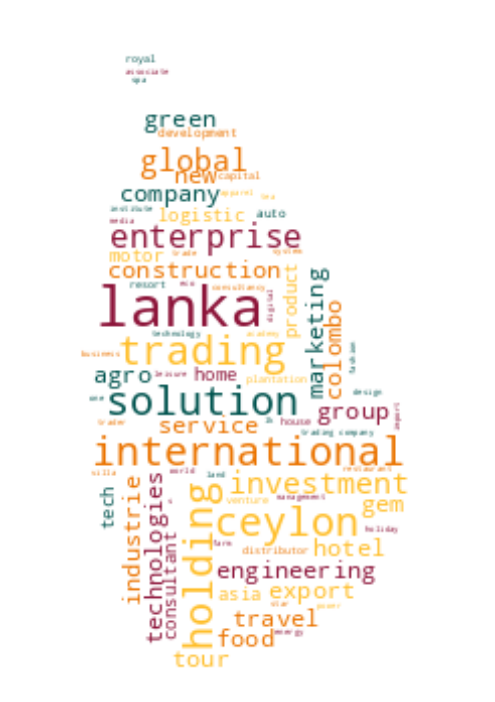 royal
associate
spa
green
development
global
new capital
company apparel tea
institute logistic auto
media
enterprise
motor trade system
construction
resort eco consultancy
lanka
digital
product
marketing
colombo
technology academy
trading
business
fashion
agro leisure home plantation
one solution design
group
import
trader service house
trading company
international
villa world land restaurant
investment
tech
industrie
technologies
consultant
holding
venture management
gem
ceylon
holiday
farm distributor hotel
engineering
asia export
star power
travel
food energy
tour